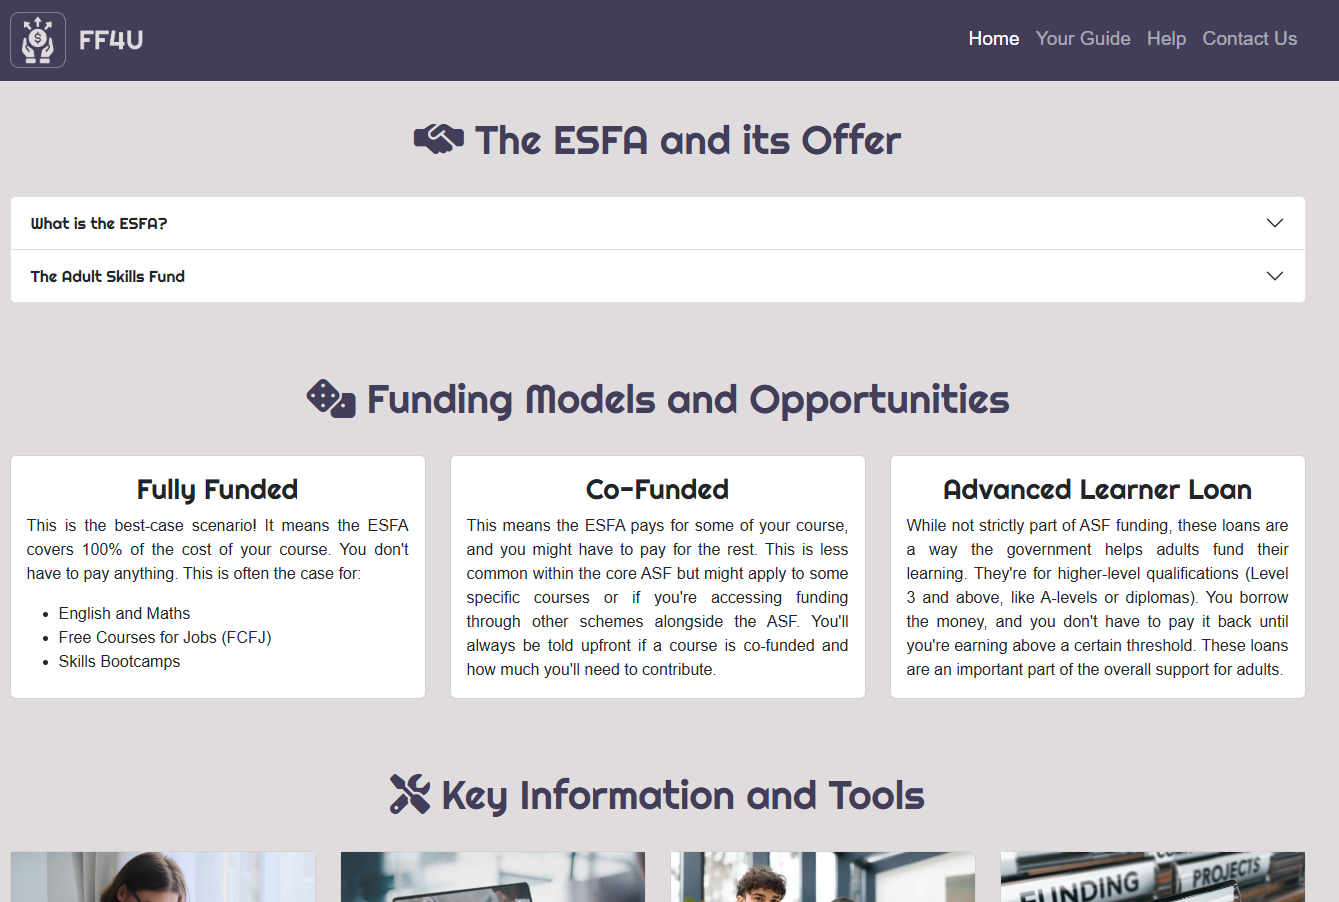 FF4U
Home Your Guide Help Contact Us
The ESFA and its Offer
What is the ESFA?
The Adult Skills Fund
Funding Models and Opportunities
Fully Funded
This is the best-case scenario! It means the ESFA
covers 100% of the cost of your course. You don't
have to pay anything. This is often the case for:
• English and Maths
• Free Courses for Jobs (FCFJ)
• Skills Bootcamps
Co-Funded
This means the ESFA pays for some of your course,
and you might have to pay for the rest. This is less
common within the core ASF but might apply to some
specific courses or if you're accessing funding
through other schemes alongside the ASF. You'll
always be told upfront if a course is co-funded and
how much you'll need to contribute.
Advanced Learner Loan
While not strictly part of ASF funding, these loans are
a way the government helps adults fund their
learning. They're for higher-level qualifications (Level
3 and above, like A-levels or diplomas). You borrow
the money, and you don't have to pay it back until
you're earning above a certain threshold. These loans
are an important part of the overall support for adults.
Key Information and Tools
FUNDING
PROJECTS